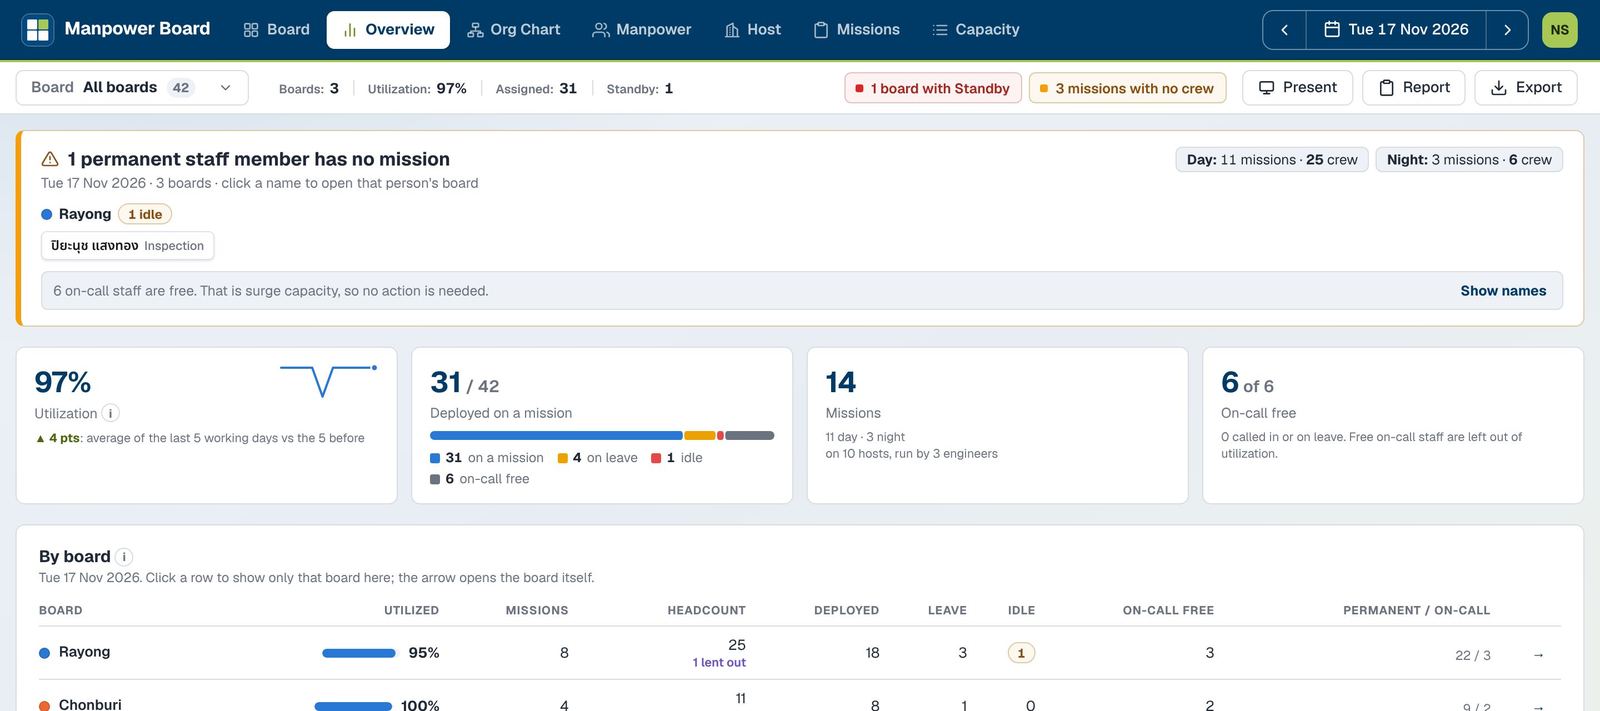 Manpower Board
Board
Overview
Org Chart
Manpower
Host
Missions
Capacity
Tue 17 Nov 2026
NS
Board All boards 42
Boards: 3
Utilization: 97%
Assigned: 31
Standby: 1
1 board with Standby
3 missions with no crew
Present
Report
Export
1 permanent staff member has no mission
Day: 11 missions · 25 crew
Night: 3 missions · 6 crew
Tue 17 Nov 2026 · 3 boards · click a name to open that person's board
Rayong 1 idle
ปิยะนุช แสงทอง Inspection
6 on-call staff are free. That is surge capacity, so no action is needed.
Show names
97%
Utilization i
▲ 4 pts: average of the last 5 working days vs the 5 before
31 / 42
Deployed on a mission
31 on a mission 4 on leave 1 idle
6 on-call free
14
Missions
11 day · 3 night
on 10 hosts, run by 3 engineers
6 of 6
On-call free
0 called in or on leave. Free on-call staff are left out of
utilization.
By board i
Tue 17 Nov 2026. Click a row to show only that board here; the arrow opens the board itself.
BOARD UTILIZED MISSIONS HEADCOUNT DEPLOYED LEAVE IDLE ON-CALL FREE PERMANENT / ON-CALL
Rayong 95% 8 25 18 3 1 3 22 / 3 →
1 lent out
Chonburi 100% 4 11 8 1 0 2 9 / 2 →